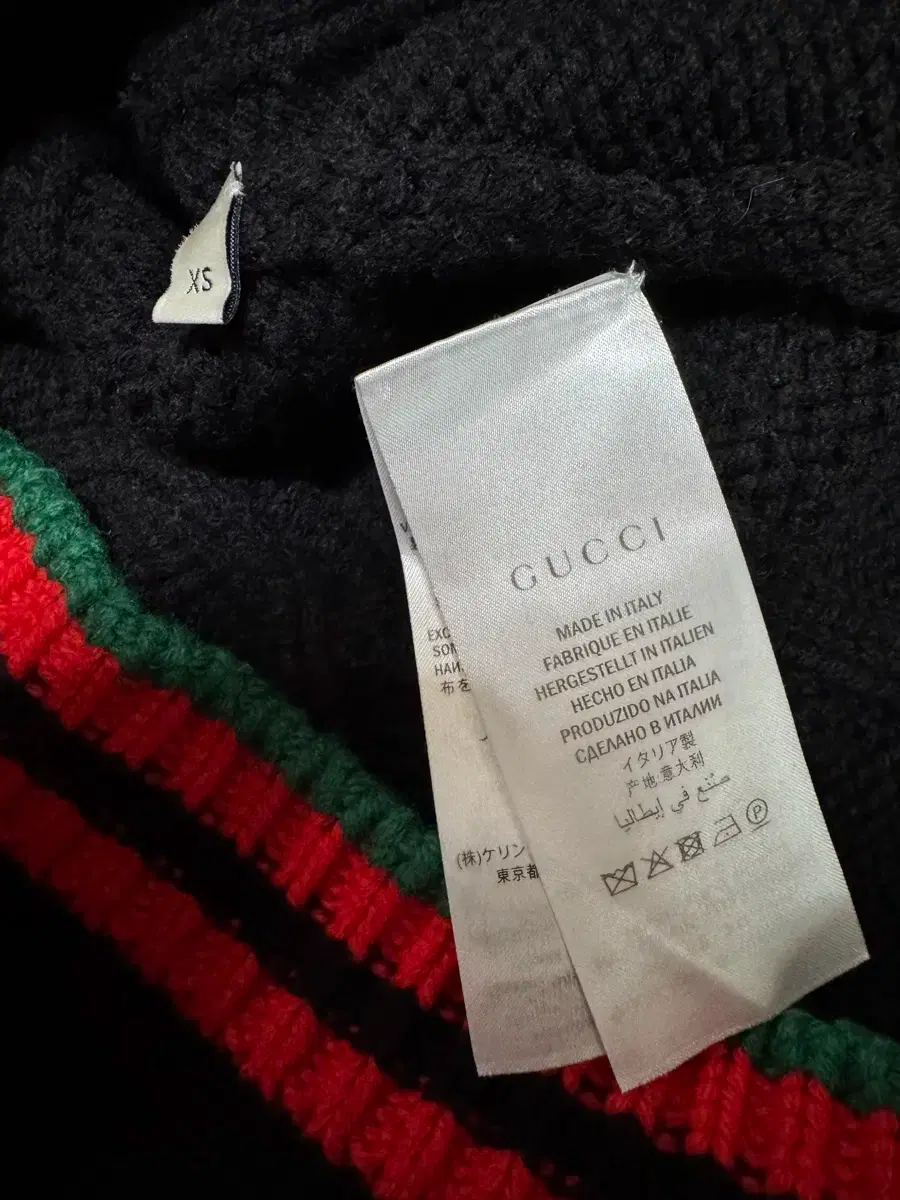 XS
GUCCI
MADE IN ITALY
FABRIQUE EN ITALIE
HERGESTELLT IN ITALIEN
HECHO EN ITALIA
PRODUZIDO NA ITALIA
СДЕЛАНО В ИТАЛИИ
イタリア製
产地:意大利
صنع في إيطاليا
P
EXC
SON
НАИ
布を
(株)ケリン
東京都